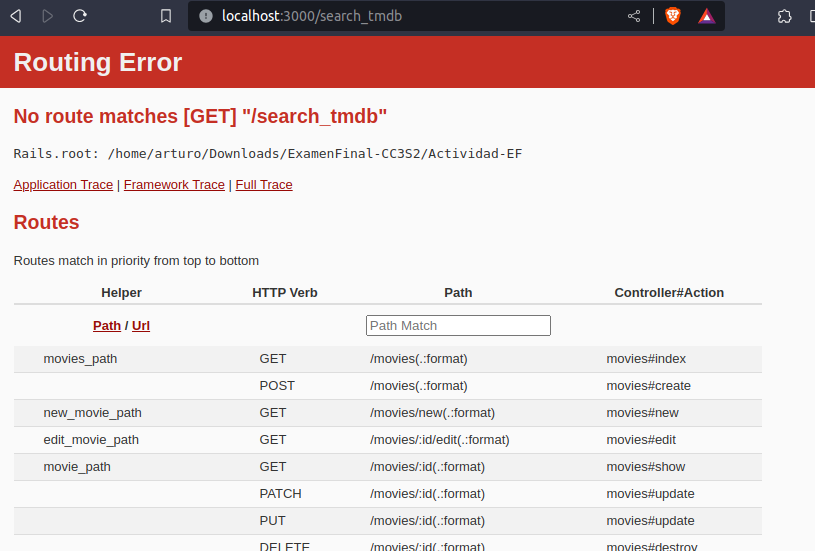 localhost:3000/search_tmdb
Routing Error
No route matches [GET] "/search_tmdb"
Rails.root: /home/arturo/Downloads/ExamenFinal-CC3S2/Actividad-EF
Application Trace | Framework Trace | Full Trace
Routes
Routes match in priority from top to bottom
Helper HTTP Verb Path Controller#Action
Path / Url Path Match
movies_path GET /movies(.:format) movies#index
POST /movies(.:format) movies#create
new_movie_path GET /movies/new(.:format) movies#new
edit_movie_path GET /movies/:id/edit(.:format) movies#edit
movie_path GET /movies/:id(.:format) movies#show
PATCH /movies/:id(.:format) movies#update
PUT /movies/:id(.:format) movies#update
DELETE /movies/:id(.:format) movies#destroy